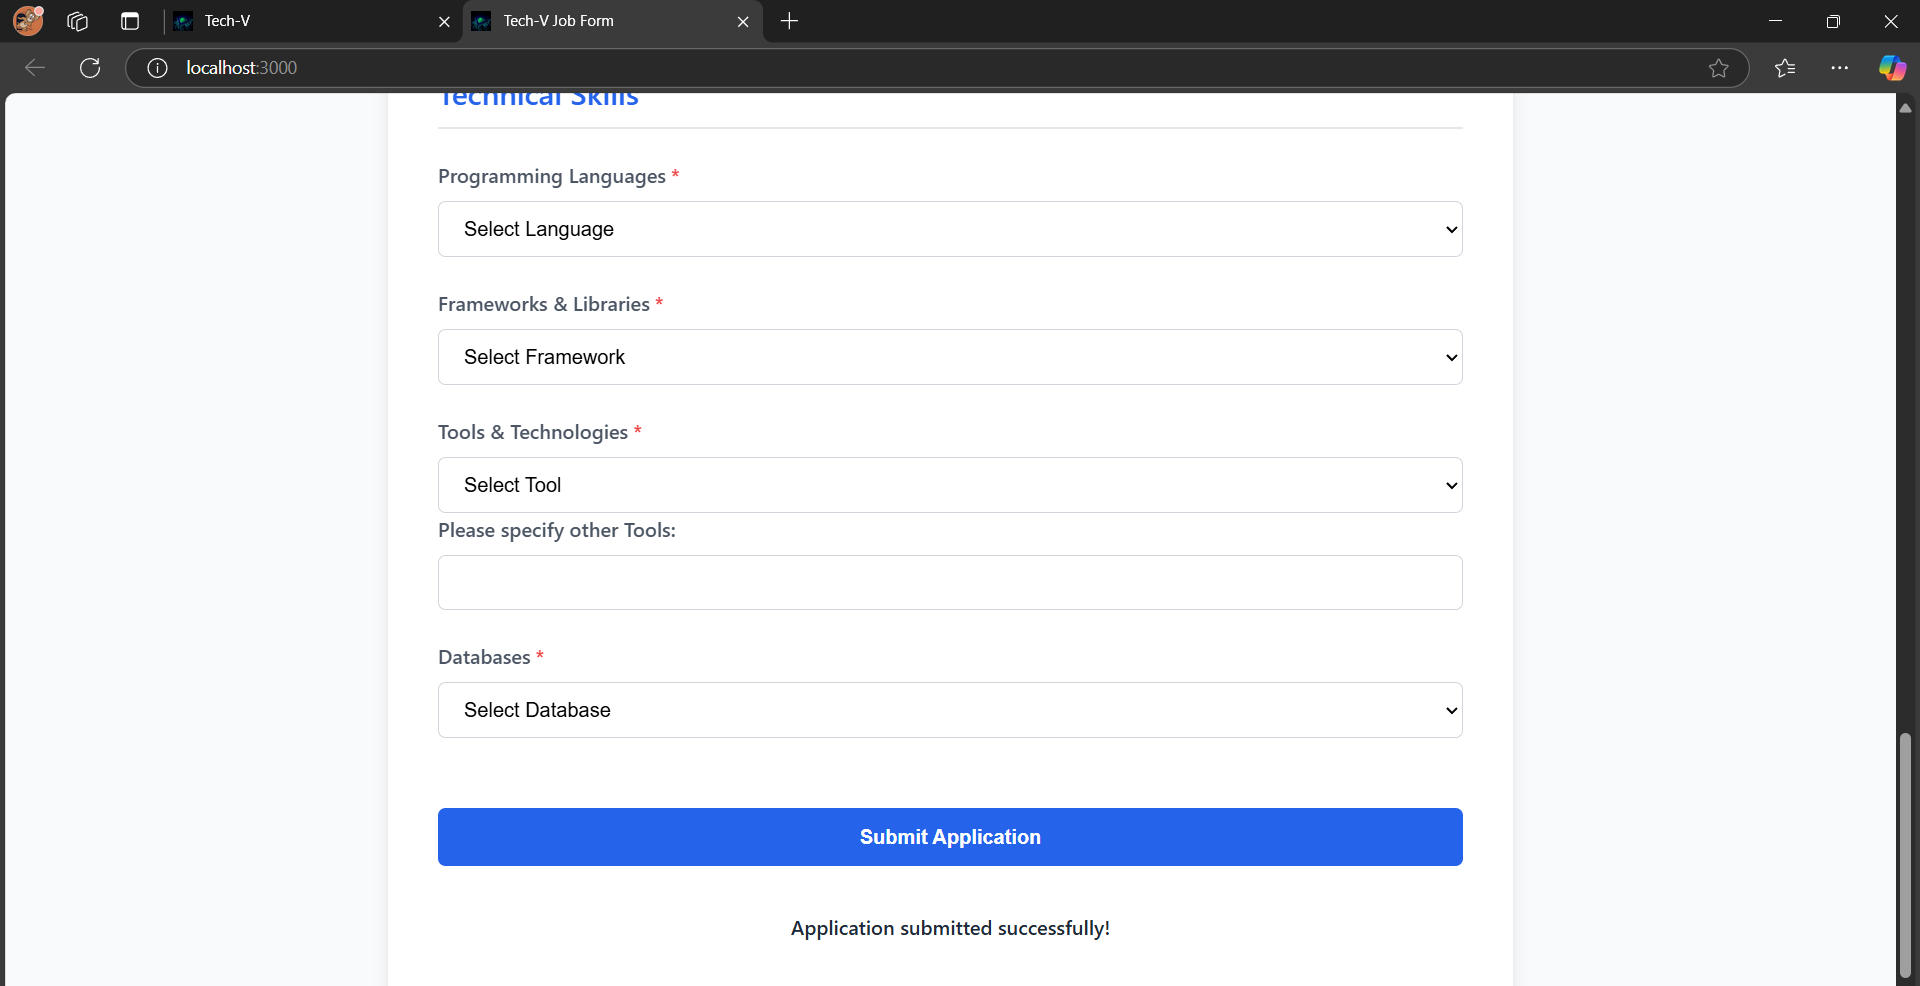 Tech-V
Tech-V Job Form
localhost:3000
Technical Skills
Programming Languages *
Select Language
Frameworks & Libraries *
Select Framework
Tools & Technologies *
Select Tool
Please specify other Tools:
Databases *
Select Database
Submit Application
Application submitted successfully!